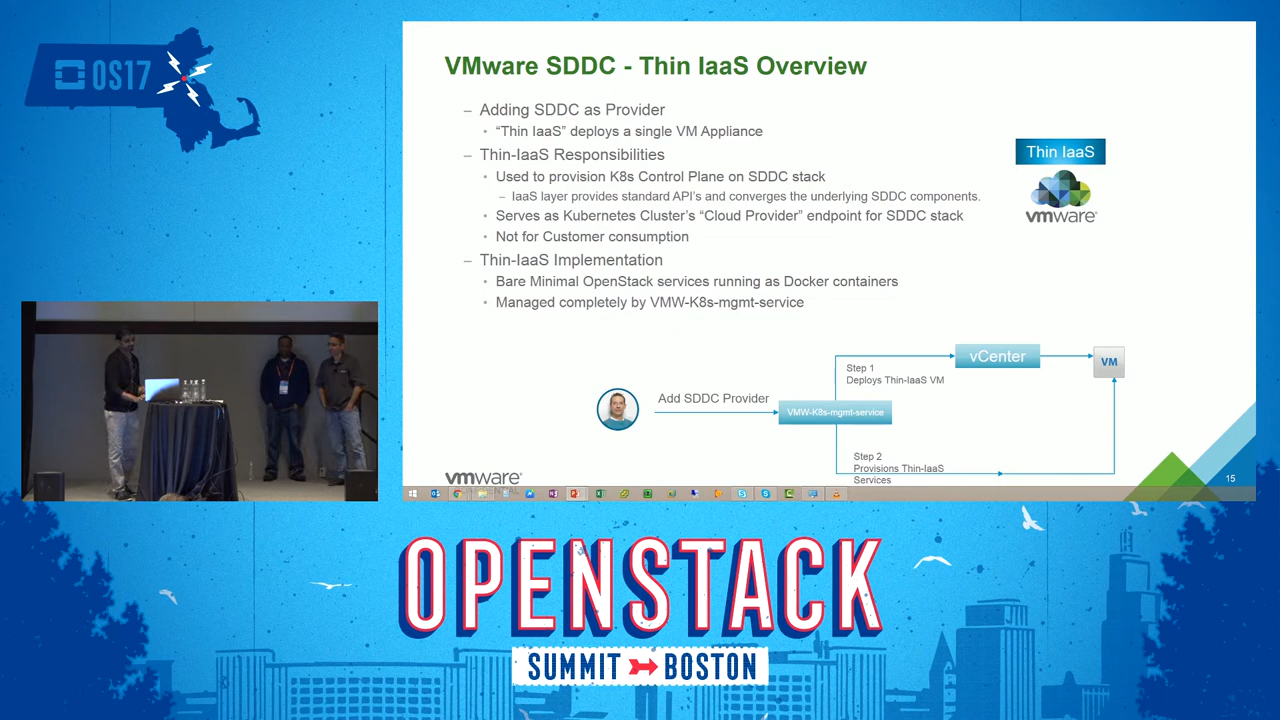 OS17
VMware SDDC - Thin IaaS Overview
– Adding SDDC as Provider
• “Thin IaaS” deploys a single VM Appliance
– Thin-IaaS Responsibilities
• Used to provision K8s Control Plane on SDDC stack
– IaaS layer provides standard API's and converges the underlying SDDC components.
• Serves as Kubernetes Cluster's “Cloud Provider” endpoint for SDDC stack
• Not for Customer consumption
– Thin-IaaS Implementation
• Bare Minimal OpenStack services running as Docker containers
• Managed completely by VMW-K8s-mgmt-service
Thin IaaS
vmware®
Add SDDC Provider
VMW-K8s-mgmt-service
Step 1
Deploys Thin-IaaS VM
vCenter
VM
Step 2
Provisions Thin-IaaS
Services
vmware®
15
OPENSTACK
SUMMIT BOSTON